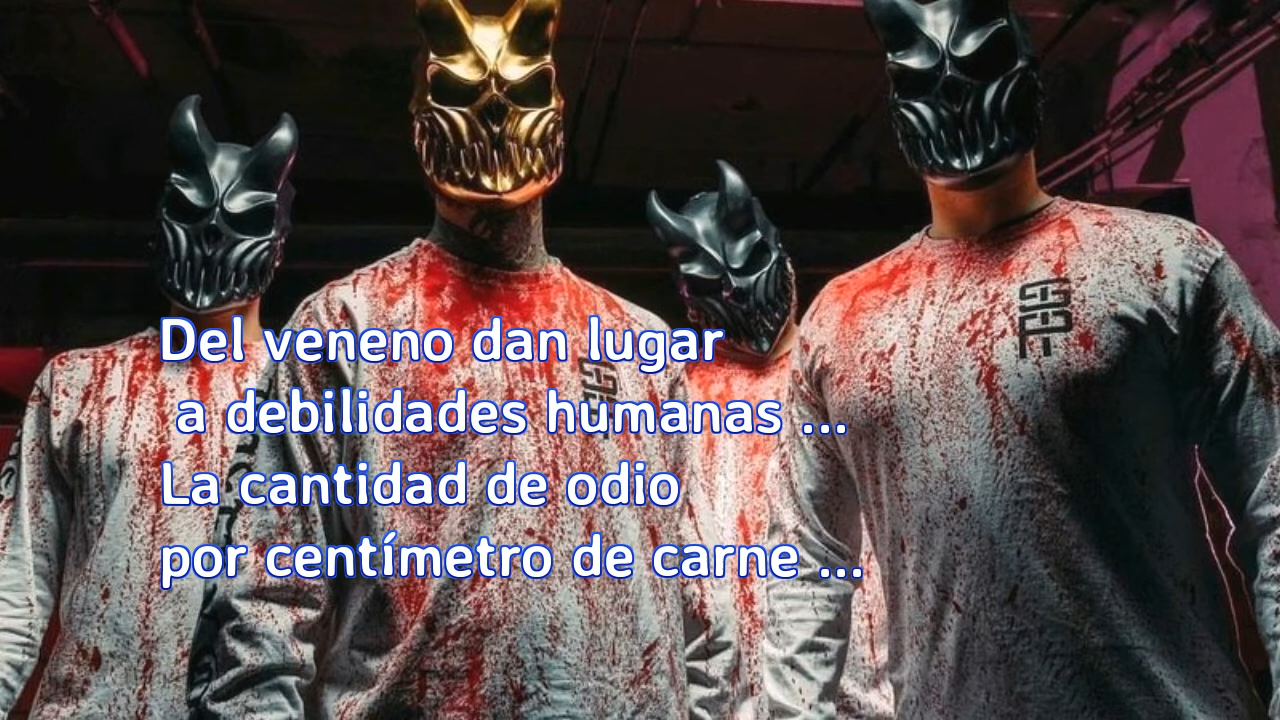 Del veneno dan lugar
a debilidades humanas ...
La cantidad de odio
por centímetro de carne ...